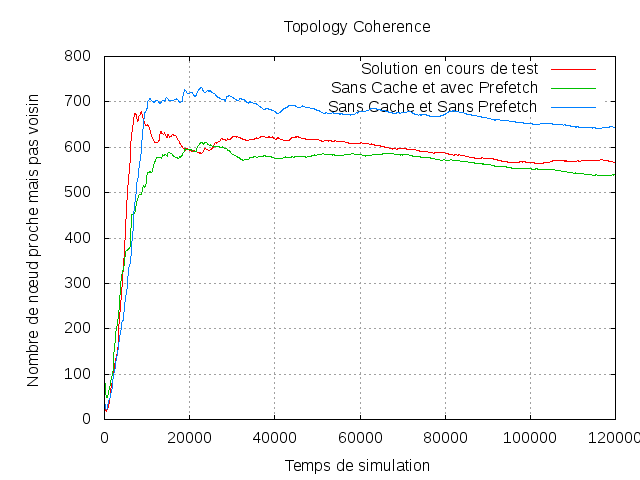 Topology Coherence
Nombre de nœud proche mais pas voisin
800
700
600
500
400
300
200
100
0
Solution en cours de test
Sans Cache et avec Prefetch
Sans Cache et Sans Prefetch
0 20000 40000 60000 80000 100000 120000
Temps de simulation